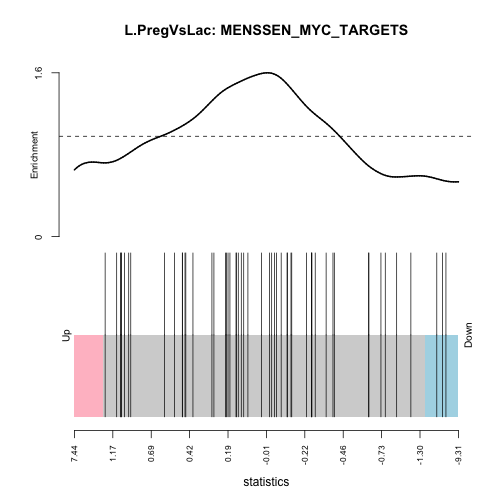 L.PregVsLac: MENSSEN_MYC_TARGETS
1.6
Enrichment
0
Up
Down
7.44 1.17 0.69 0.42 0.19 -0.01 -0.22 -0.46 -0.73 -1.30 -9.31
statistics